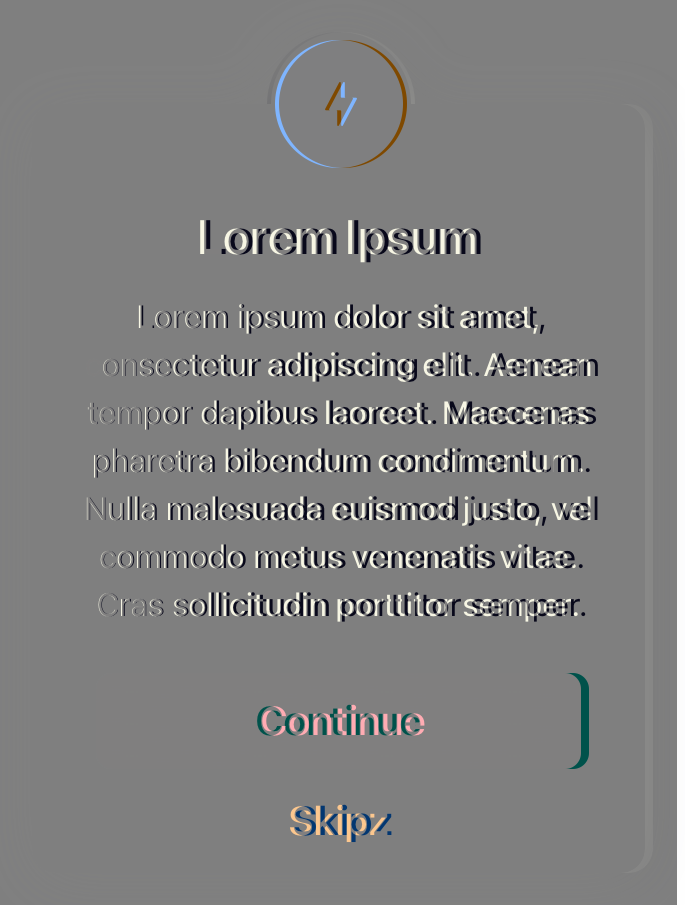 Lorem Ipsum
Lorem ipsum dolor sit amet,
onsectetur adipiscing elit. Aenean
tempor dapibus laoreet. Maecenas
pharetra bibendum condimentum.
Nulla malesuada euismod justo, vel
commodo metus venenatis vitae.
Cras sollicitudin porttitor semper.
Continue
Skipz